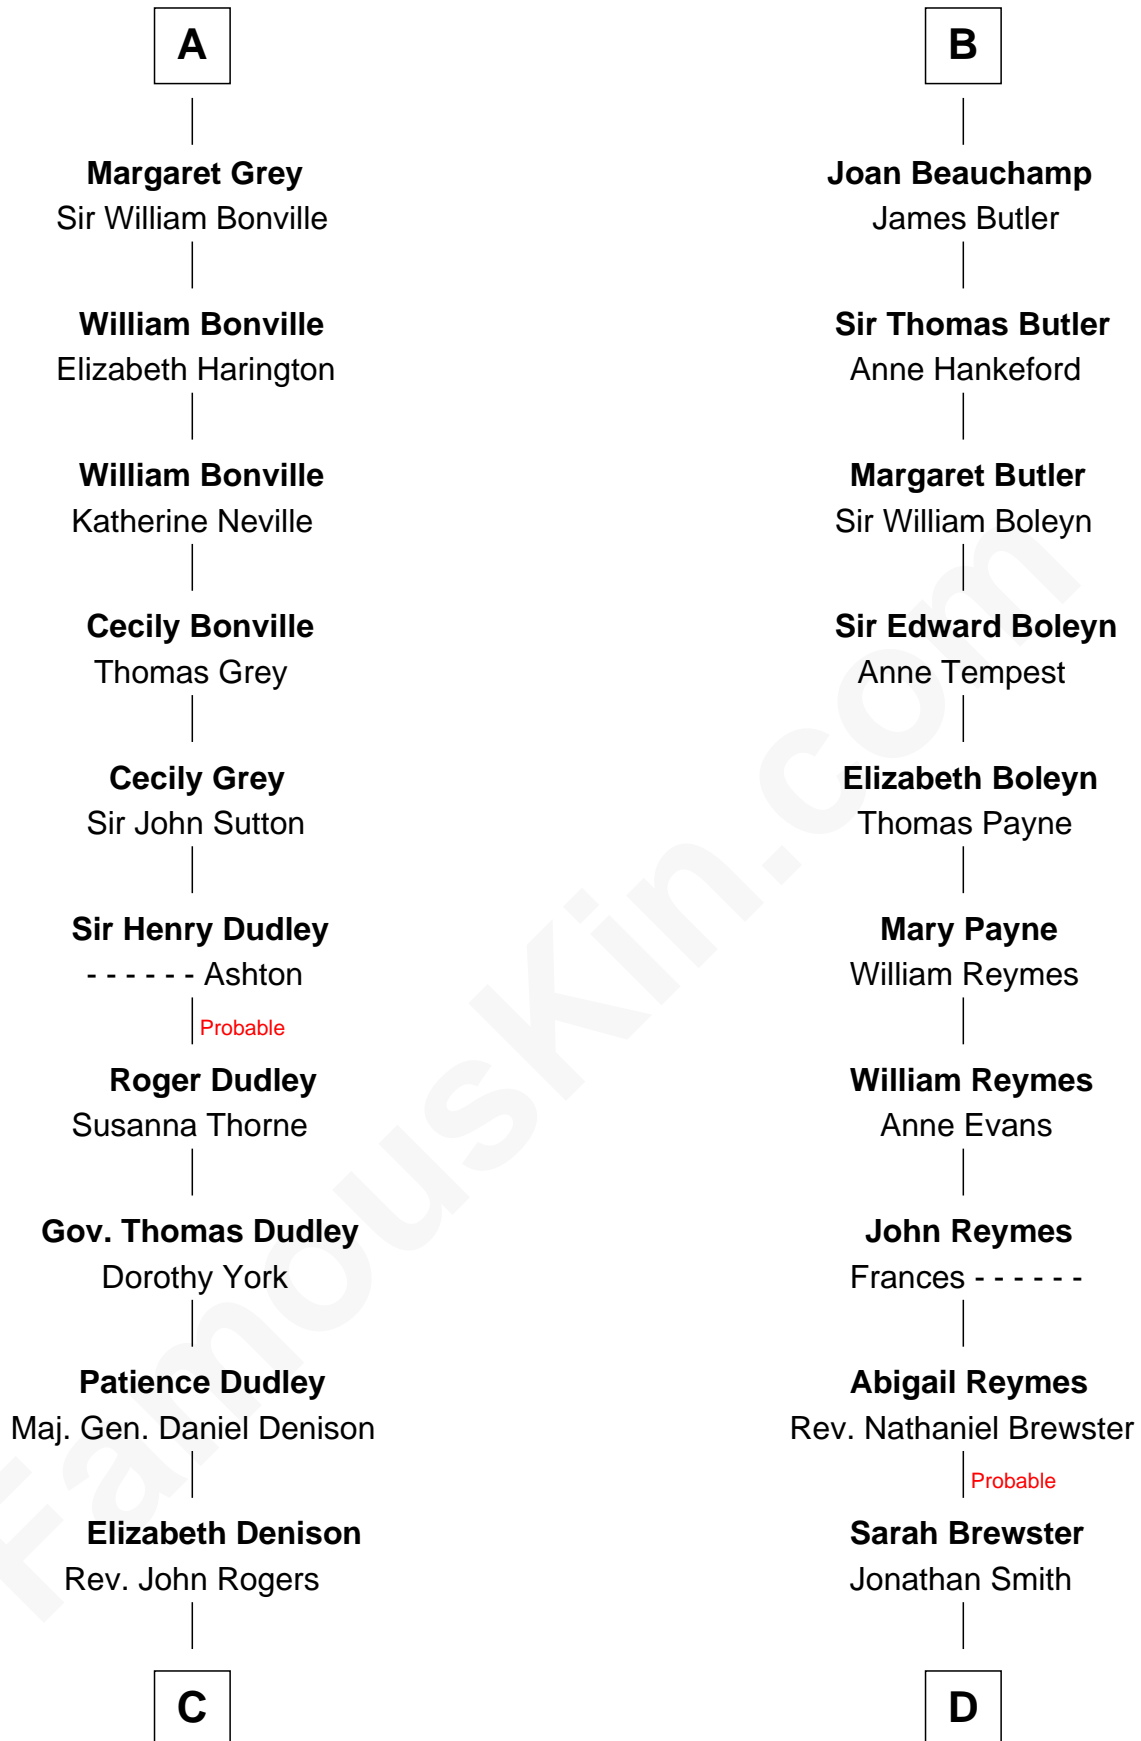 A
Margaret Grey
Sir William Bonville
William Bonville
Elizabeth Harington
William Bonville
Katherine Neville
Cecily Bonville
Thomas Grey
Cecily Grey
Sir John Sutton
Sir Henry Dudley
- - - - - - Ashton
Probable
Roger Dudley
Susanna Thorne
Gov. Thomas Dudley
Dorothy York
Patience Dudley
Maj. Gen. Daniel Denison
Elizabeth Denison
Rev. John Rogers
C
B
Joan Beauchamp
James Butler
Sir Thomas Butler
Anne Hankeford
Margaret Butler
Sir William Boleyn
Sir Edward Boleyn
Anne Tempest
Elizabeth Boleyn
Thomas Payne
Mary Payne
William Reymes
William Reymes
Anne Evans
John Reymes
Frances - - - - - -
Abigail Reymes
Rev. Nathaniel Brewster
Probable
Sarah Brewster
Jonathan Smith
D
FamousKin.com